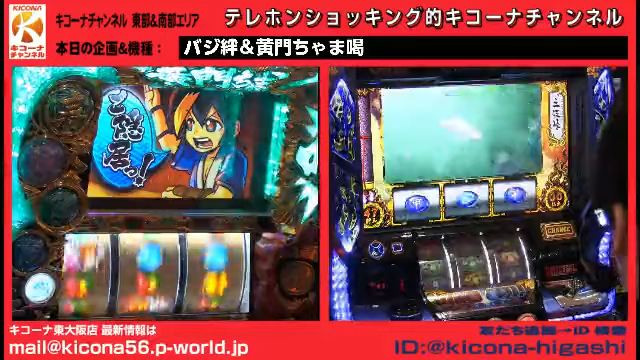 KICONA
キコーナ
チャンネル
キコーナチャンネル 東部&南部エリア
テレホンショッキング的キコーナチャンネル
本日の企画&機種：
バジ絆&黄門ちゃま喝
ご隠居っ!
CHANCE
キコーナ東大阪店 最新情報は
mail@kicona56.p-world.jp
友だち追加→ID 検索
ID:@kicona-higashi